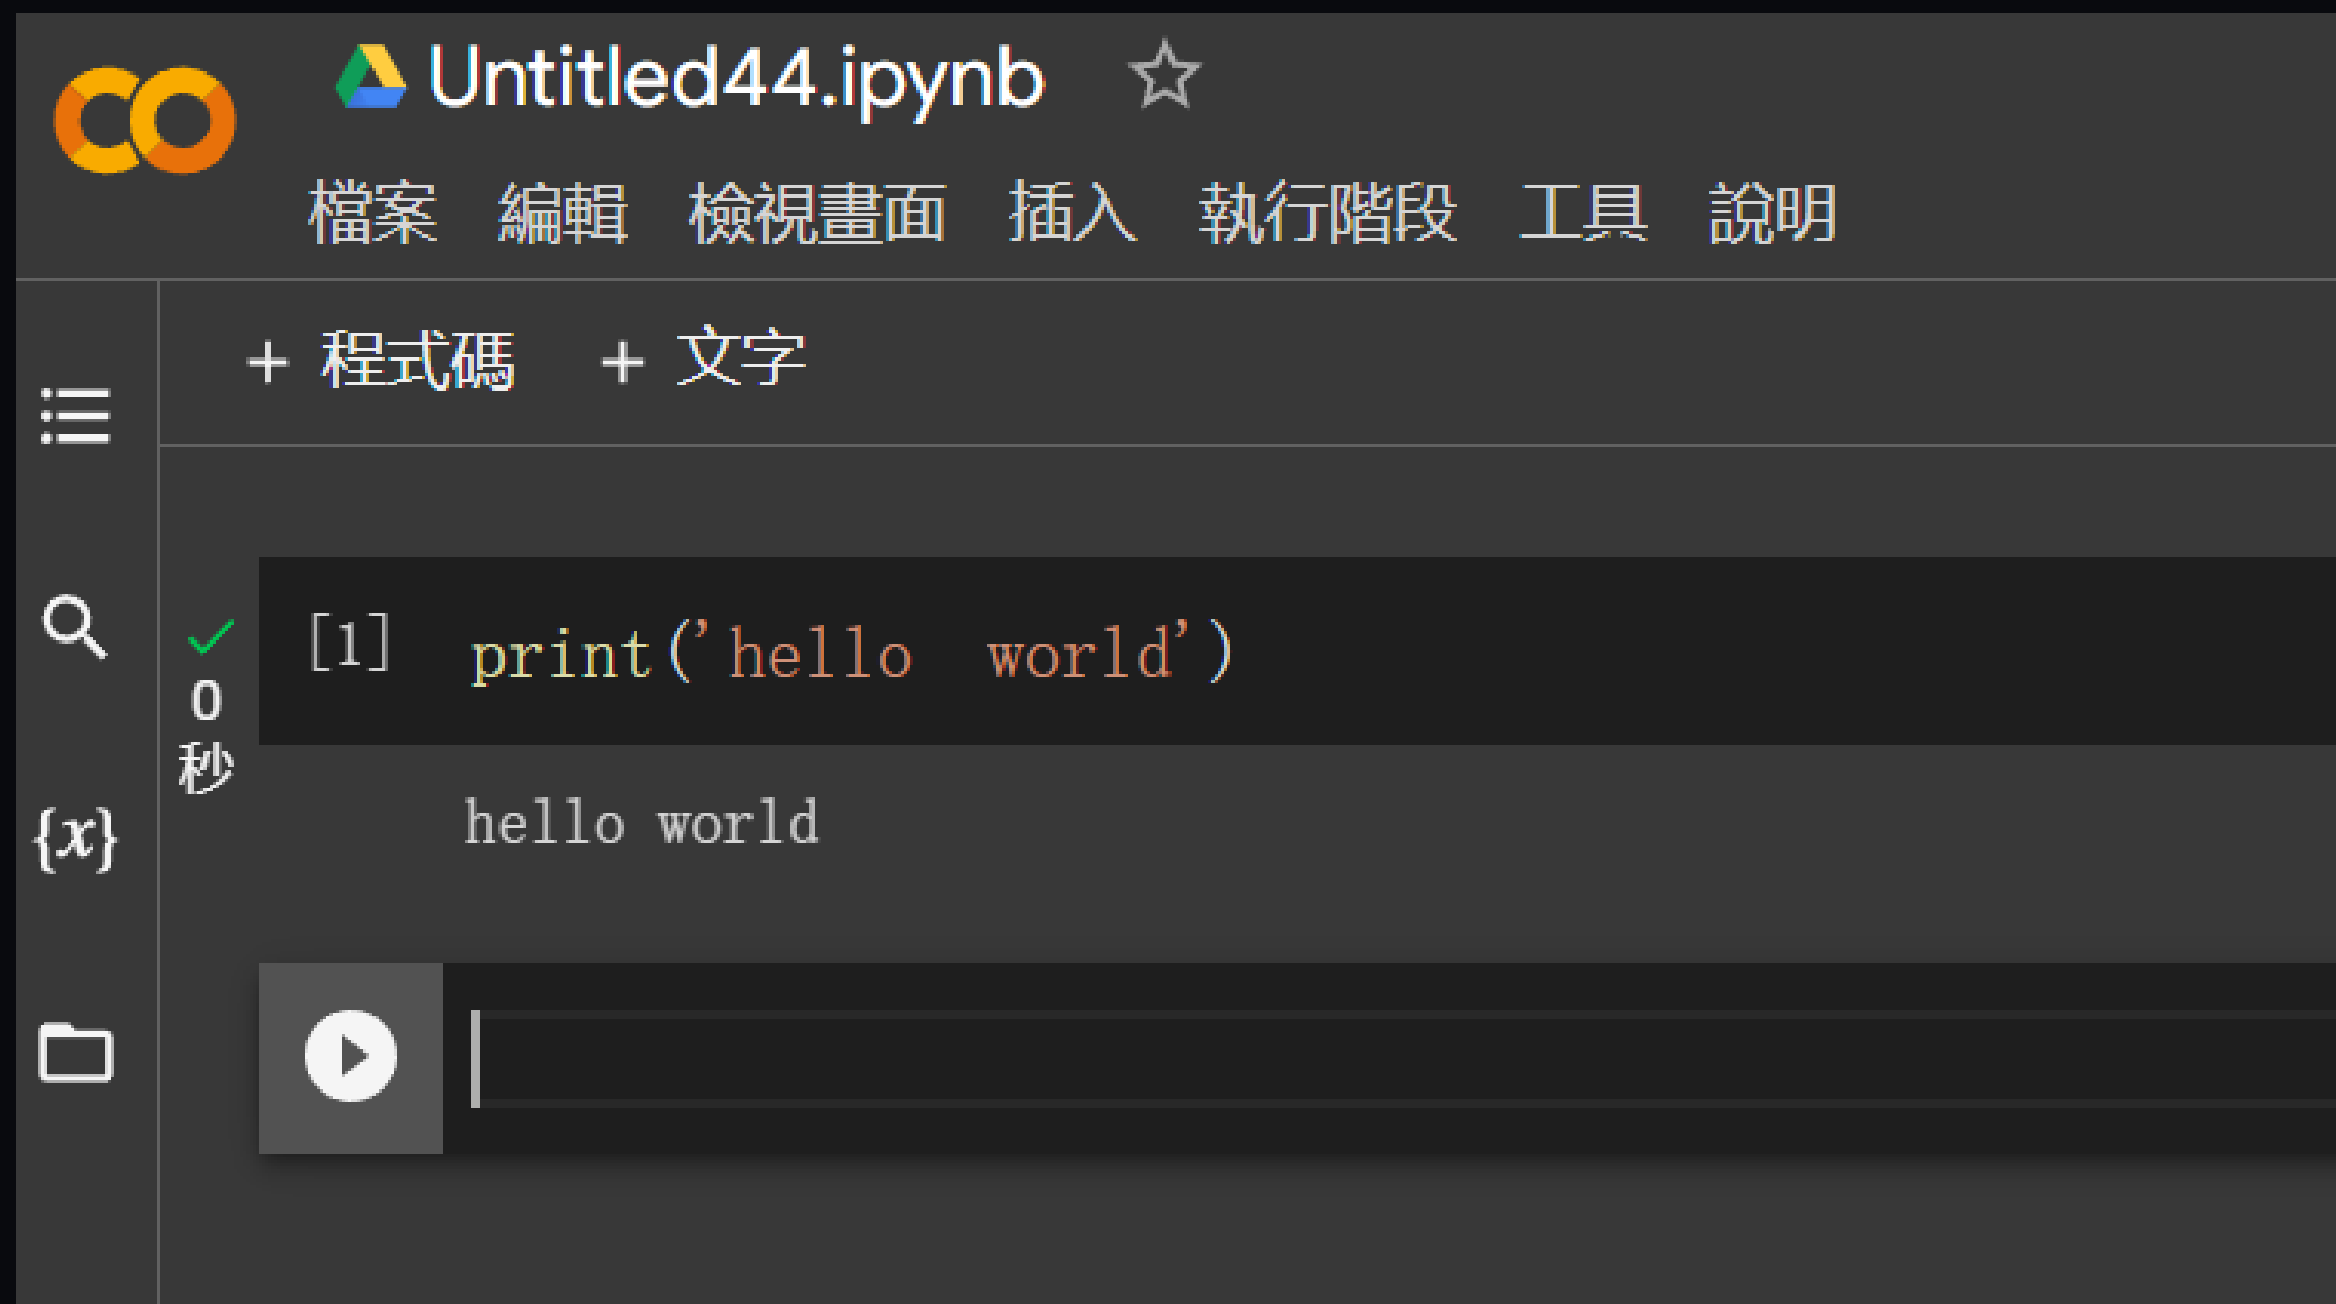 Untitled44.ipynb
檔案 編輯 檢視畫面 插入 執行階段 工具 說明
+ 程式碼 + 文字
[1] print('hello  world')
0
秒
hello world
{x}